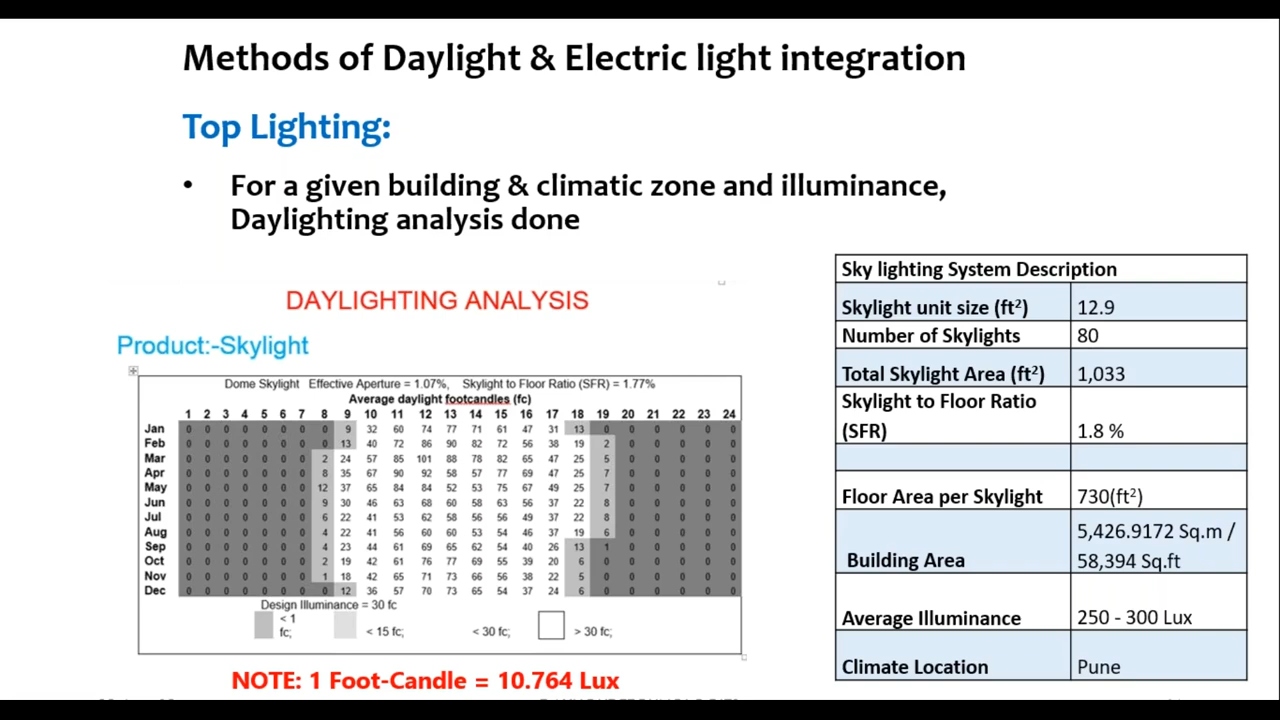 Methods of Daylight & Electric light integration
Top Lighting:
• For a given building & climatic zone and illuminance,
Daylighting analysis done
DAYLIGHTING ANALYSIS
Product:-Skylight
Dome Skylight Effective Aperture = 1.07%, Skylight to Floor Ratio (SFR) = 1.77%
Average daylight footcandles (fc)
1 2 3 4 5 6 7 8 9 10 11 12 13 14 15 16 17 18 19 20 21 22 23 24
Jan 0 0 0 0 0 0 0 0 9 32 60 74 77 71 61 47 31 13 0 0 0 0 0 0
Feb 0 0 0 0 0 0 0 0 13 40 72 86 90 82 72 56 38 19 2 0 0 0 0 0
Mar 0 0 0 0 0 0 0 2 24 57 85 101 88 78 82 65 47 25 5 0 0 0 0 0
Apr 0 0 0 0 0 0 0 8 35 67 90 92 58 57 77 69 47 25 7 0 0 0 0 0
May 0 0 0 0 0 0 0 12 37 65 84 84 52 53 75 67 49 25 7 0 0 0 0 0
Jun 0 0 0 0 0 0 0 9 30 46 63 68 60 58 63 56 37 22 8 0 0 0 0 0
Jul 0 0 0 0 0 0 0 6 22 41 53 62 58 56 56 49 37 22 8 0 0 0 0 0
Aug 0 0 0 0 0 0 0 4 22 41 56 60 60 53 54 46 37 19 6 0 0 0 0 0
Sep 0 0 0 0 0 0 0 4 23 44 61 69 65 62 54 40 26 13 1 0 0 0 0 0
Oct 0 0 0 0 0 0 0 2 19 42 61 76 77 69 55 39 20 6 0 0 0 0 0 0
Nov 0 0 0 0 0 0 0 1 18 42 65 71 73 66 56 38 22 5 0 0 0 0 0 0
Dec 0 0 0 0 0 0 0 0 12 36 57 70 73 65 54 37 24 6 0 0 0 0 0 0
Design Illuminance = 30 fc
< 1
fc; < 15 fc; < 30 fc; > 30 fc;
NOTE: 1 Foot-Candle = 10.764 Lux
Sky lighting System Description
Skylight unit size (ft²) 12.9
Number of Skylights 80
Total Skylight Area (ft²) 1,033
Skylight to Floor Ratio
(SFR) 1.8 %
Floor Area per Skylight 730(ft²)
5,426.9172 Sq.m /
Building Area 58,394 Sq.ft
Average Illuminance 250 - 300 Lux
Climate Location Pune